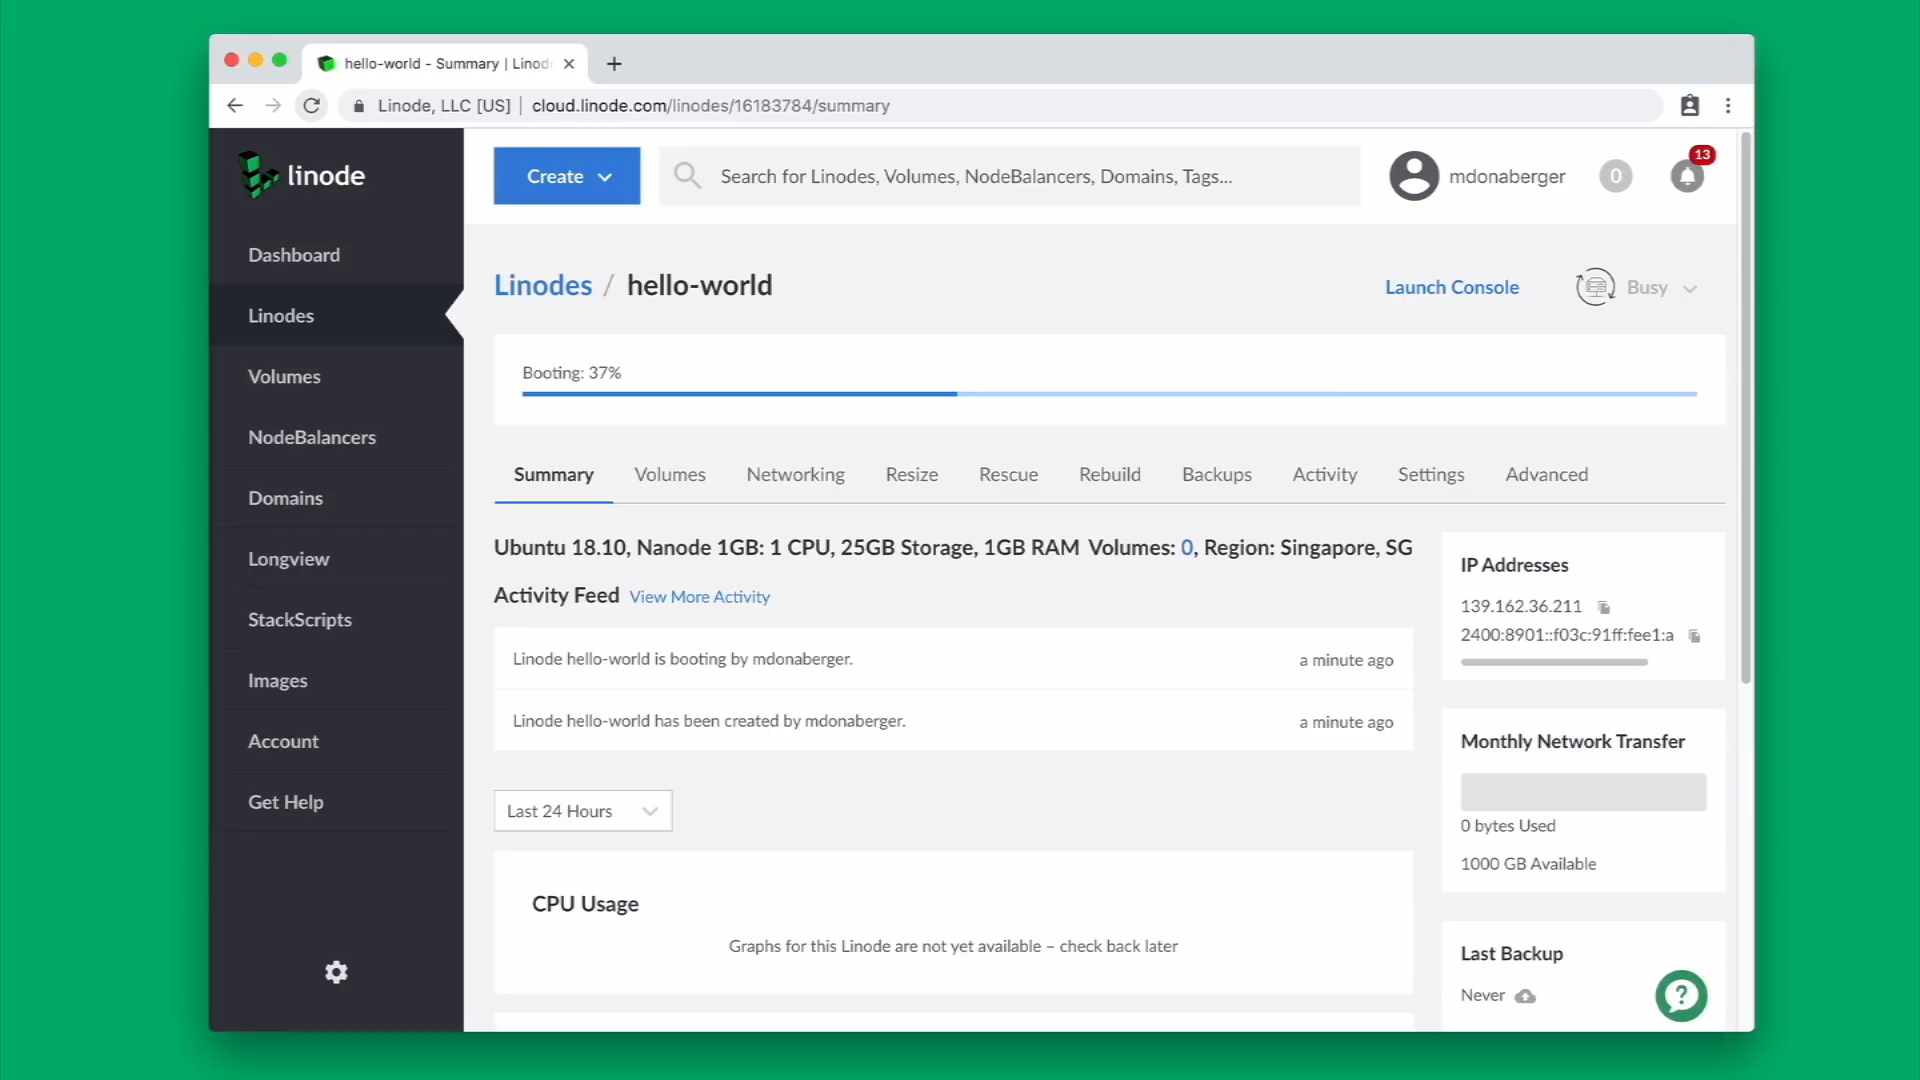 hello-world - Summary | Linod
Linode, LLC [US] | cloud.linode.com/linodes/16183784/summary
linode
Create
Search for Linodes, Volumes, NodeBalancers, Domains, Tags...
mdonaberger
0
13
Dashboard
Linodes
Volumes
NodeBalancers
Domains
Longview
StackScripts
Images
Account
Get Help
Linodes / hello-world
Launch Console
Busy
Booting: 37%
Summary
Volumes
Networking
Resize
Rescue
Rebuild
Backups
Activity
Settings
Advanced
Ubuntu 18.10, Nanode 1GB: 1 CPU, 25GB Storage, 1GB RAM Volumes: 0, Region: Singapore, SG
Activity Feed View More Activity
Linode hello-world is booting by mdonaberger.
a minute ago
Linode hello-world has been created by mdonaberger.
a minute ago
Last 24 Hours
CPU Usage
Graphs for this Linode are not yet available – check back later
IP Addresses
139.162.36.211
2400:8901::f03c:91ff:fee1:a
Monthly Network Transfer
0 bytes Used
1000 GB Available
Last Backup
Never
?